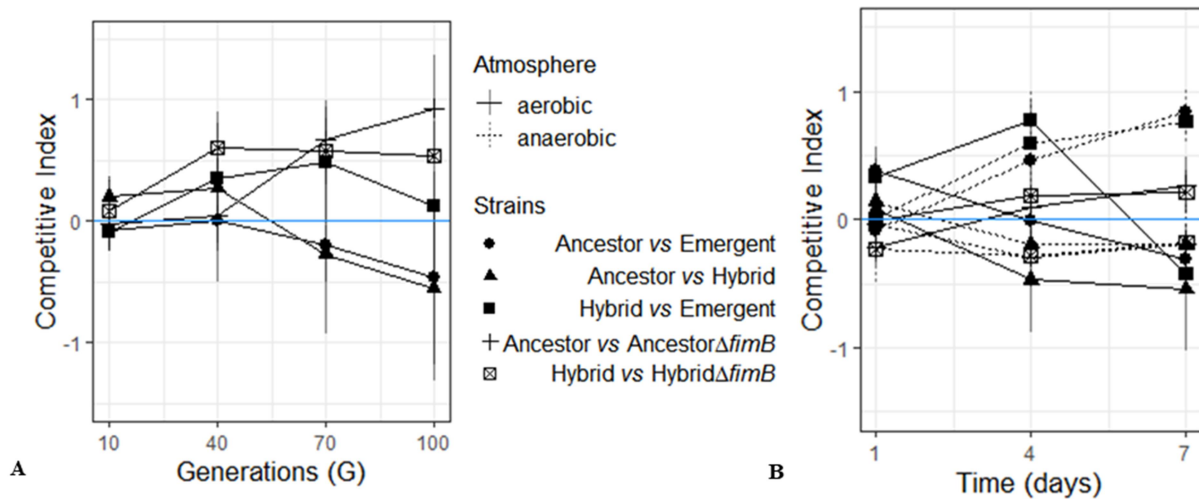 Competitive Index
1
0
-1
10 40 70 100
Generations (G)
A
Atmosphere
aerobic
anaerobic
Strains
Ancestor vs Emergent
Ancestor vs Hybrid
Hybrid vs Emergent
Ancestor vs AncestorΔfimB
Hybrid vs HybridΔfimB
Competitive Index
1
0
-1
1 4 7
Time (days)
B